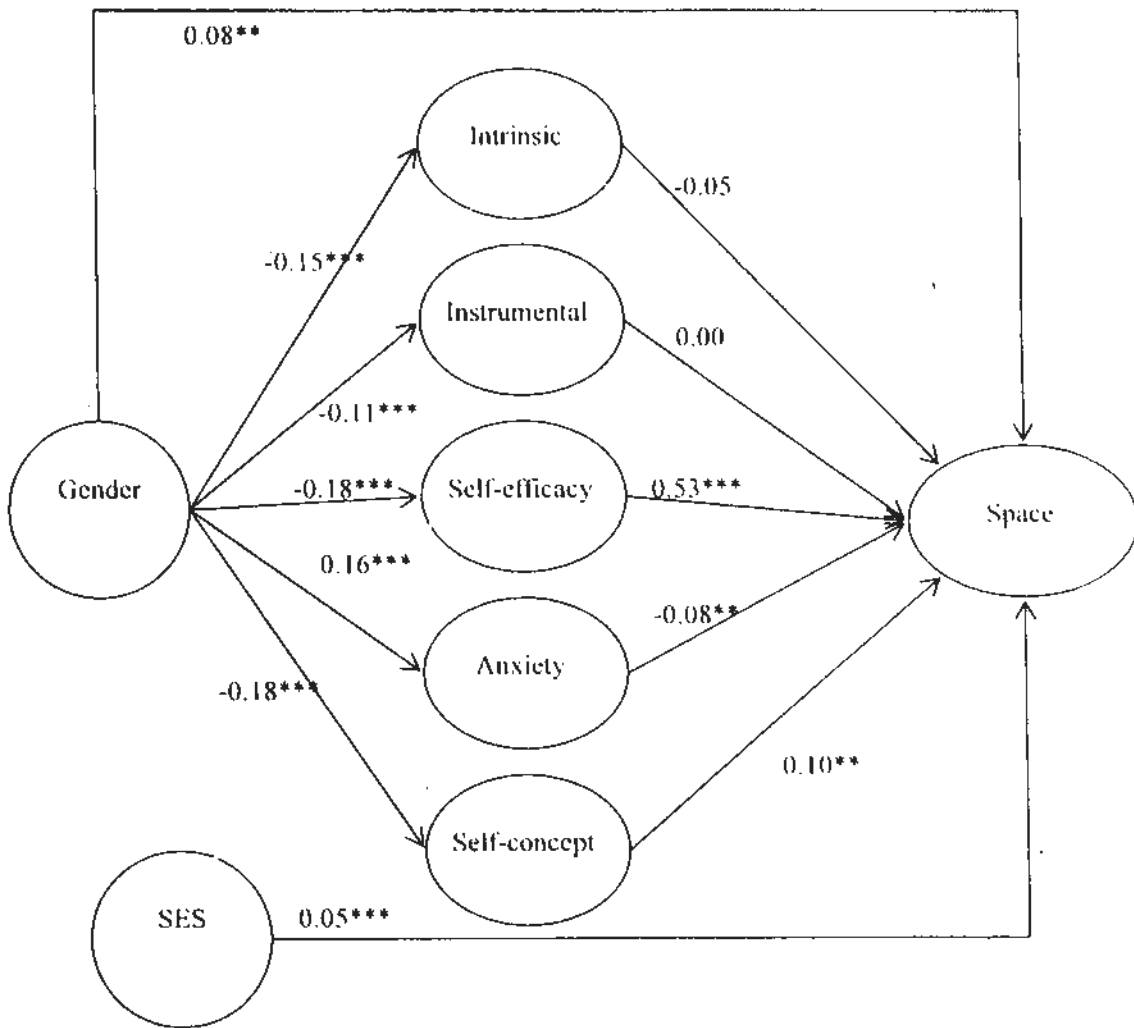 0.08**
Intrinsic
-0.05
-0.15***
Instrumental
0.00
-0.11***
Gender
-0.18***
Self-efficacy
0.53***
Space
0.16***
-0.08**
Anxiety
-0.18***
0.10**
Self-concept
SES
0.05***